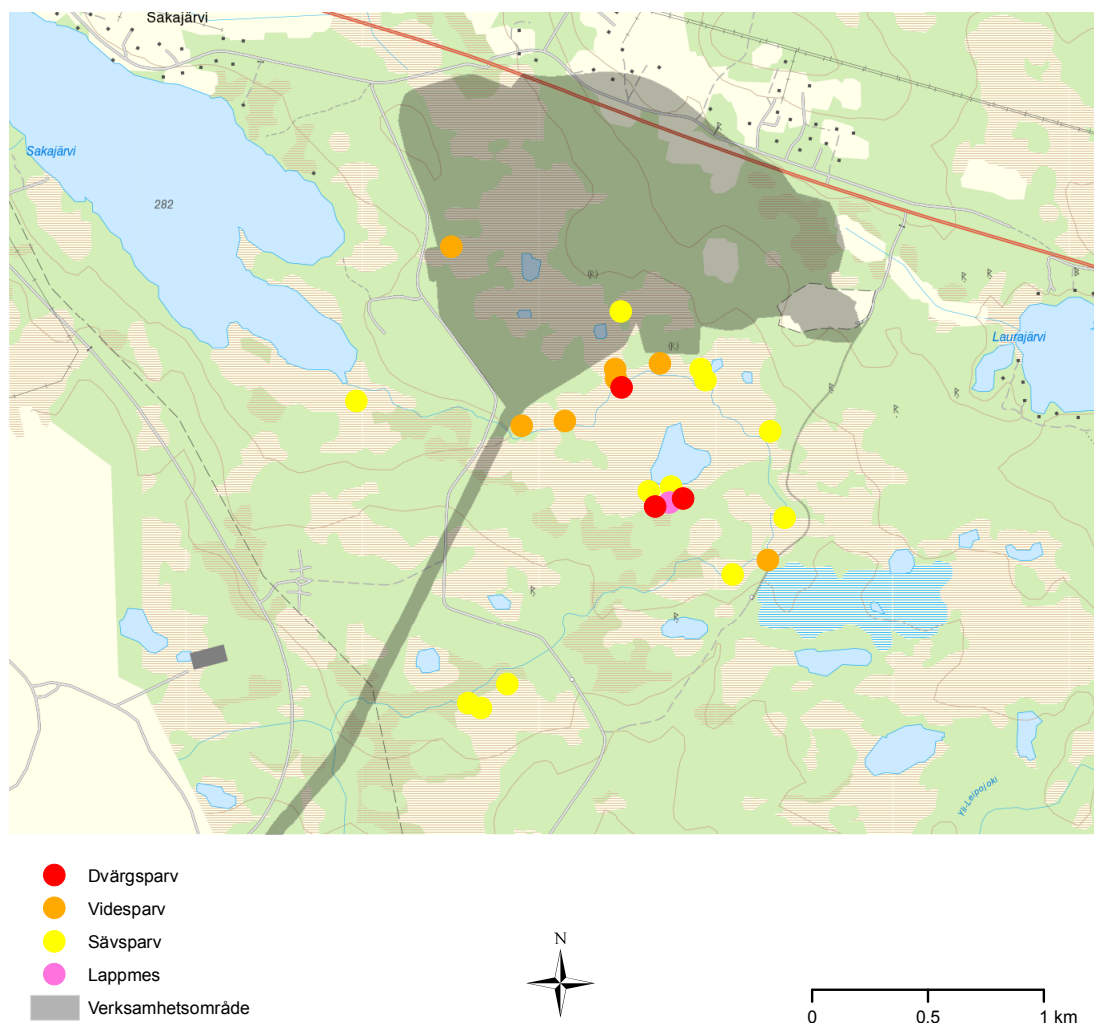 Sakajärvi
Sakajärvi
282
(R)
(R)
Laurajärvi
Yli-Leipojoki
Dvärgsparv
Videsparv
Sävsparv
Lappmes
Verksamhetsområde
N
0 0.5 1 km